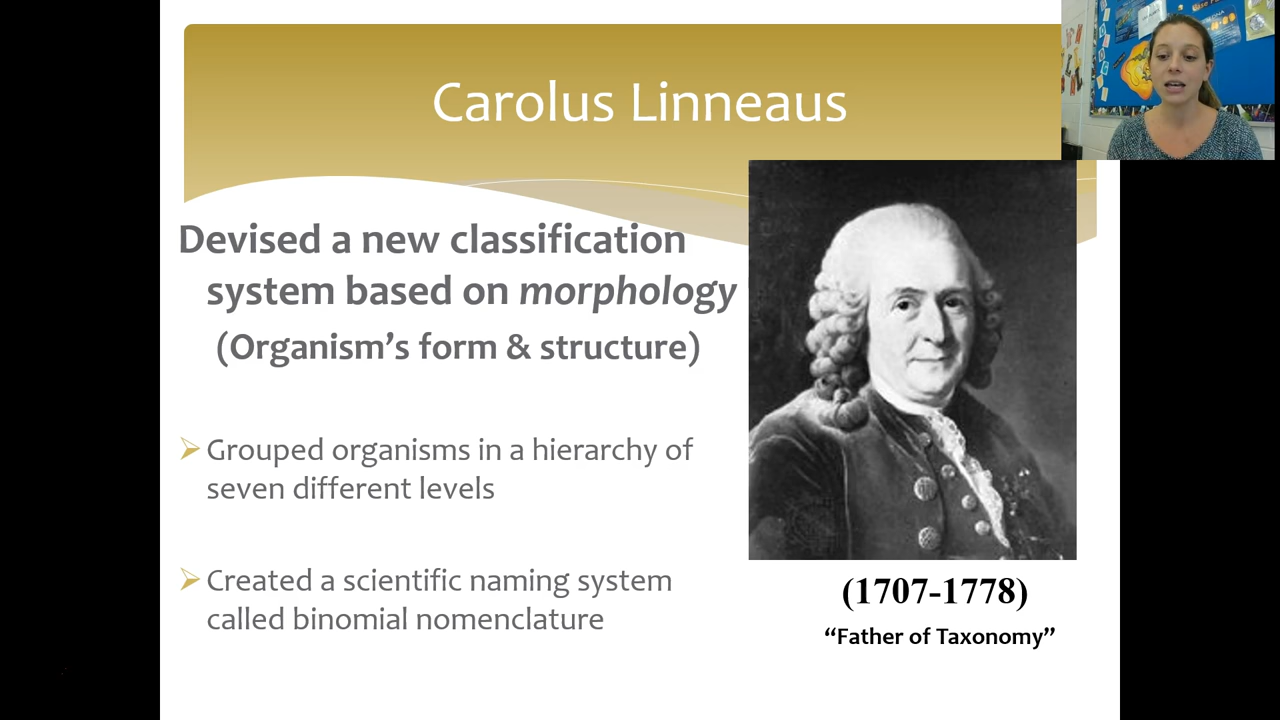 Carolus Linneaus
Devised a new classification
system based on morphology
(Organism’s form & structure)
➢ Grouped organisms in a hierarchy of
seven different levels
➢ Created a scientific naming system
called binomial nomenclature
(1707-1778)
“Father of Taxonomy”